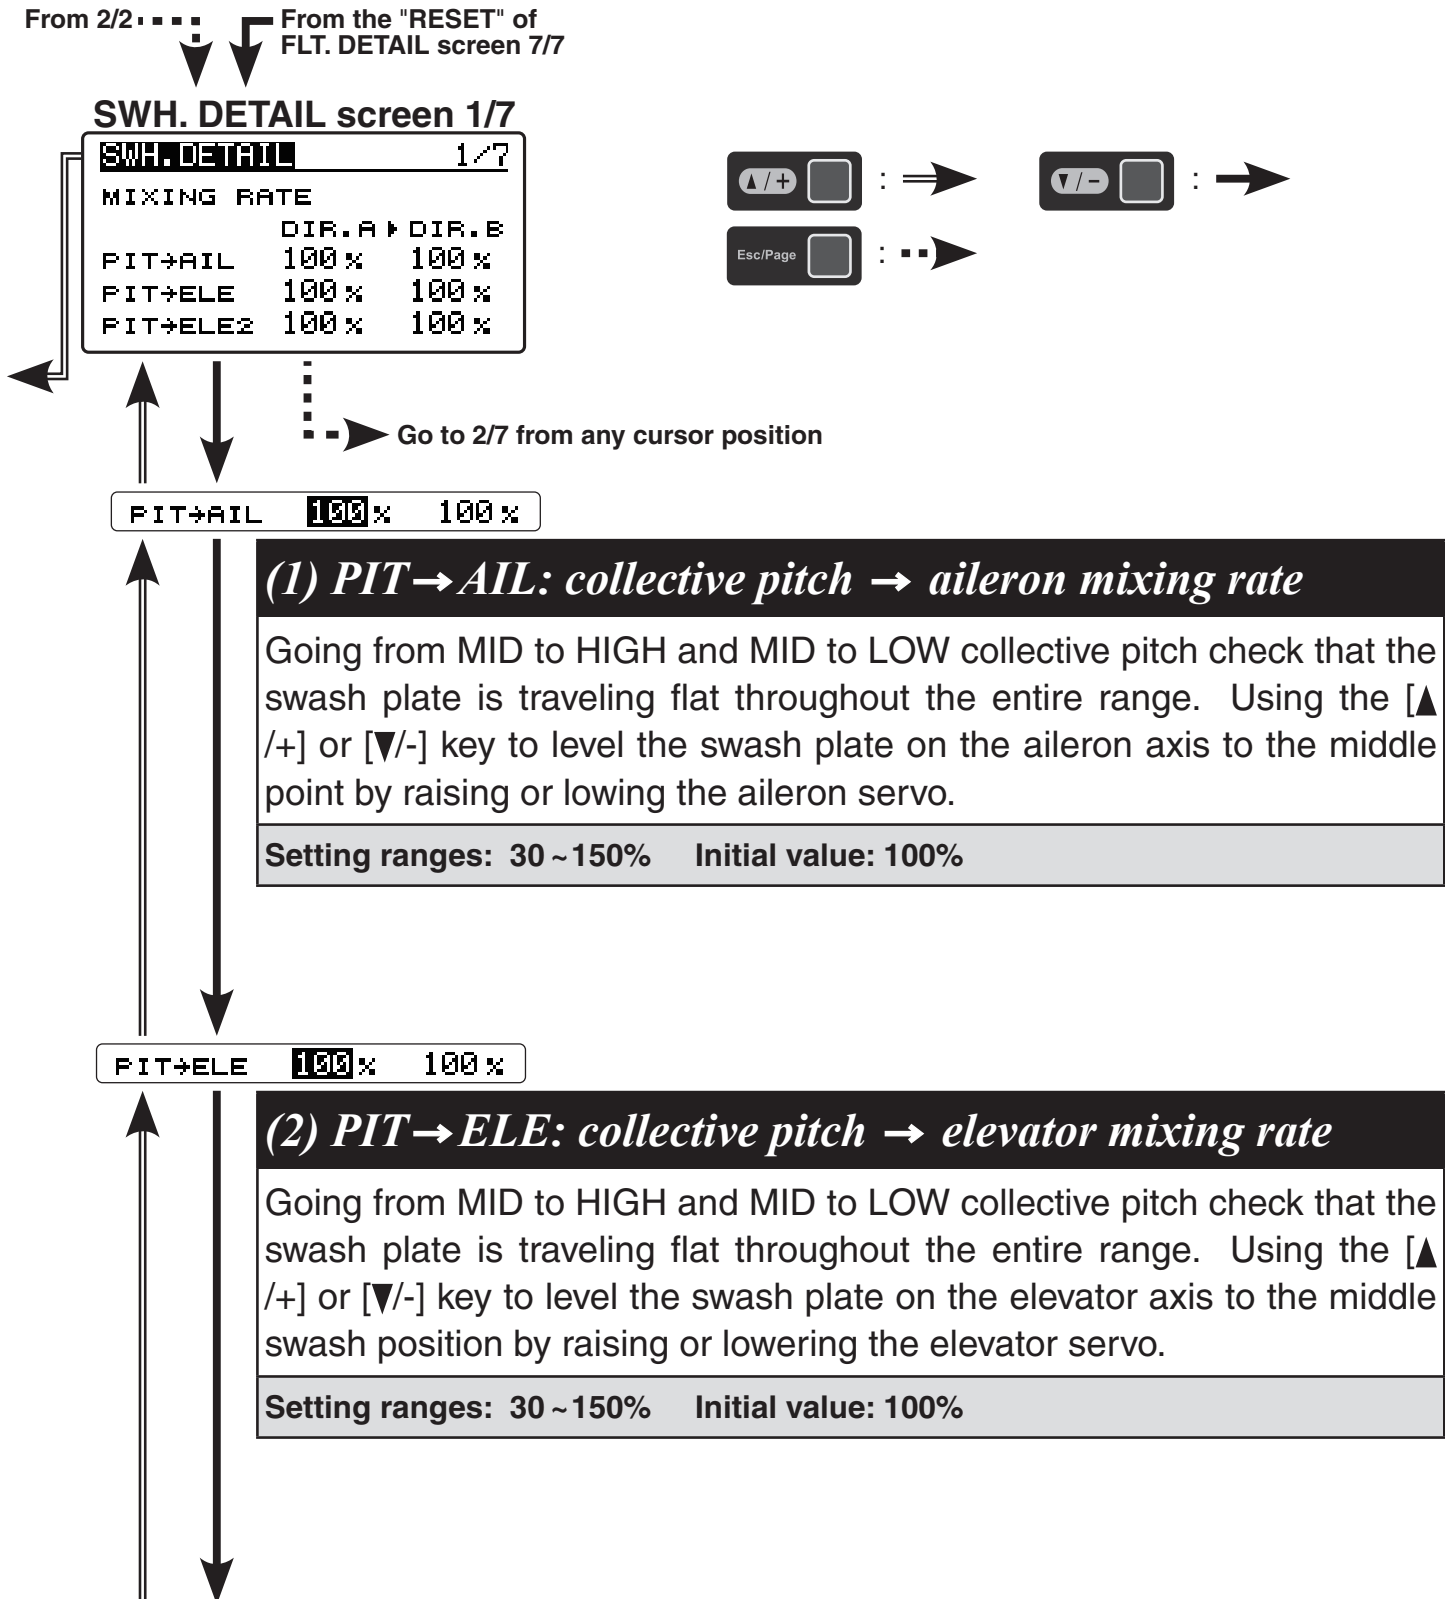 From 2/2
From the "RESET" of
FLT. DETAIL screen 7/7
SWH. DETAIL screen 1/7
SWH.DETAIL 1/7
MIXING RATE
DIR.A▶DIR.B
PIT→AIL 100% 100%
PIT→ELE 100% 100%
PIT→ELE2 100% 100%
▲/+ : ▼/- :
Esc/Page :
Go to 2/7 from any cursor position
PIT→AIL 100% 100%
(1) PIT→AIL: collective pitch → aileron mixing rate
Going from MID to HIGH and MID to LOW collective pitch check that the
swash plate is traveling flat throughout the entire range. Using the [▲
/+] or [▼/-] key to level the swash plate on the aileron axis to the middle
point by raising or lowing the aileron servo.
Setting ranges: 30~150% Initial value: 100%
PIT→ELE 100% 100%
(2) PIT→ELE: collective pitch → elevator mixing rate
Going from MID to HIGH and MID to LOW collective pitch check that the
swash plate is traveling flat throughout the entire range. Using the [▲
/+] or [▼/-] key to level the swash plate on the elevator axis to the middle
swash position by raising or lowering the elevator servo.
Setting ranges: 30~150% Initial value: 100%